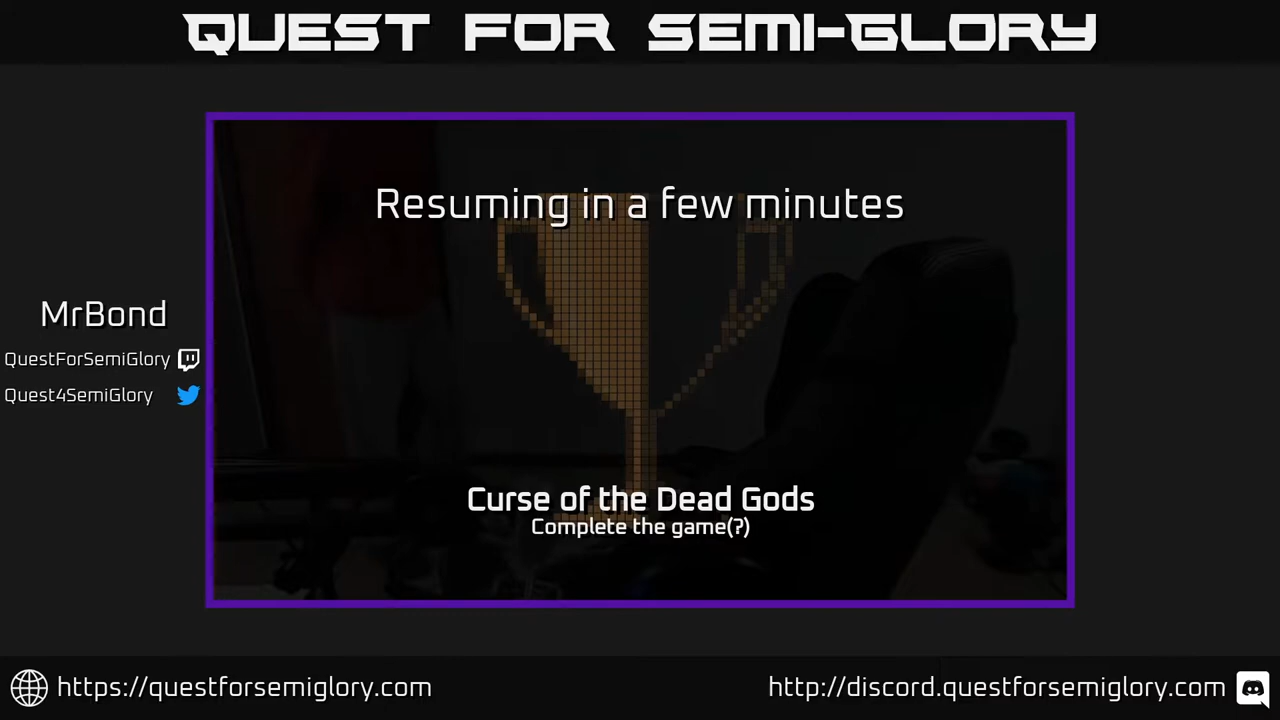 QUEST FOR SEMI-GLORY
Resuming in a few minutes
MrBond
QuestForSemiGlory
Quest4SemiGlory
Curse of the Dead Gods
Complete the game(?)
https://questforsemiglory.com
http://discord.questforsemiglory.com